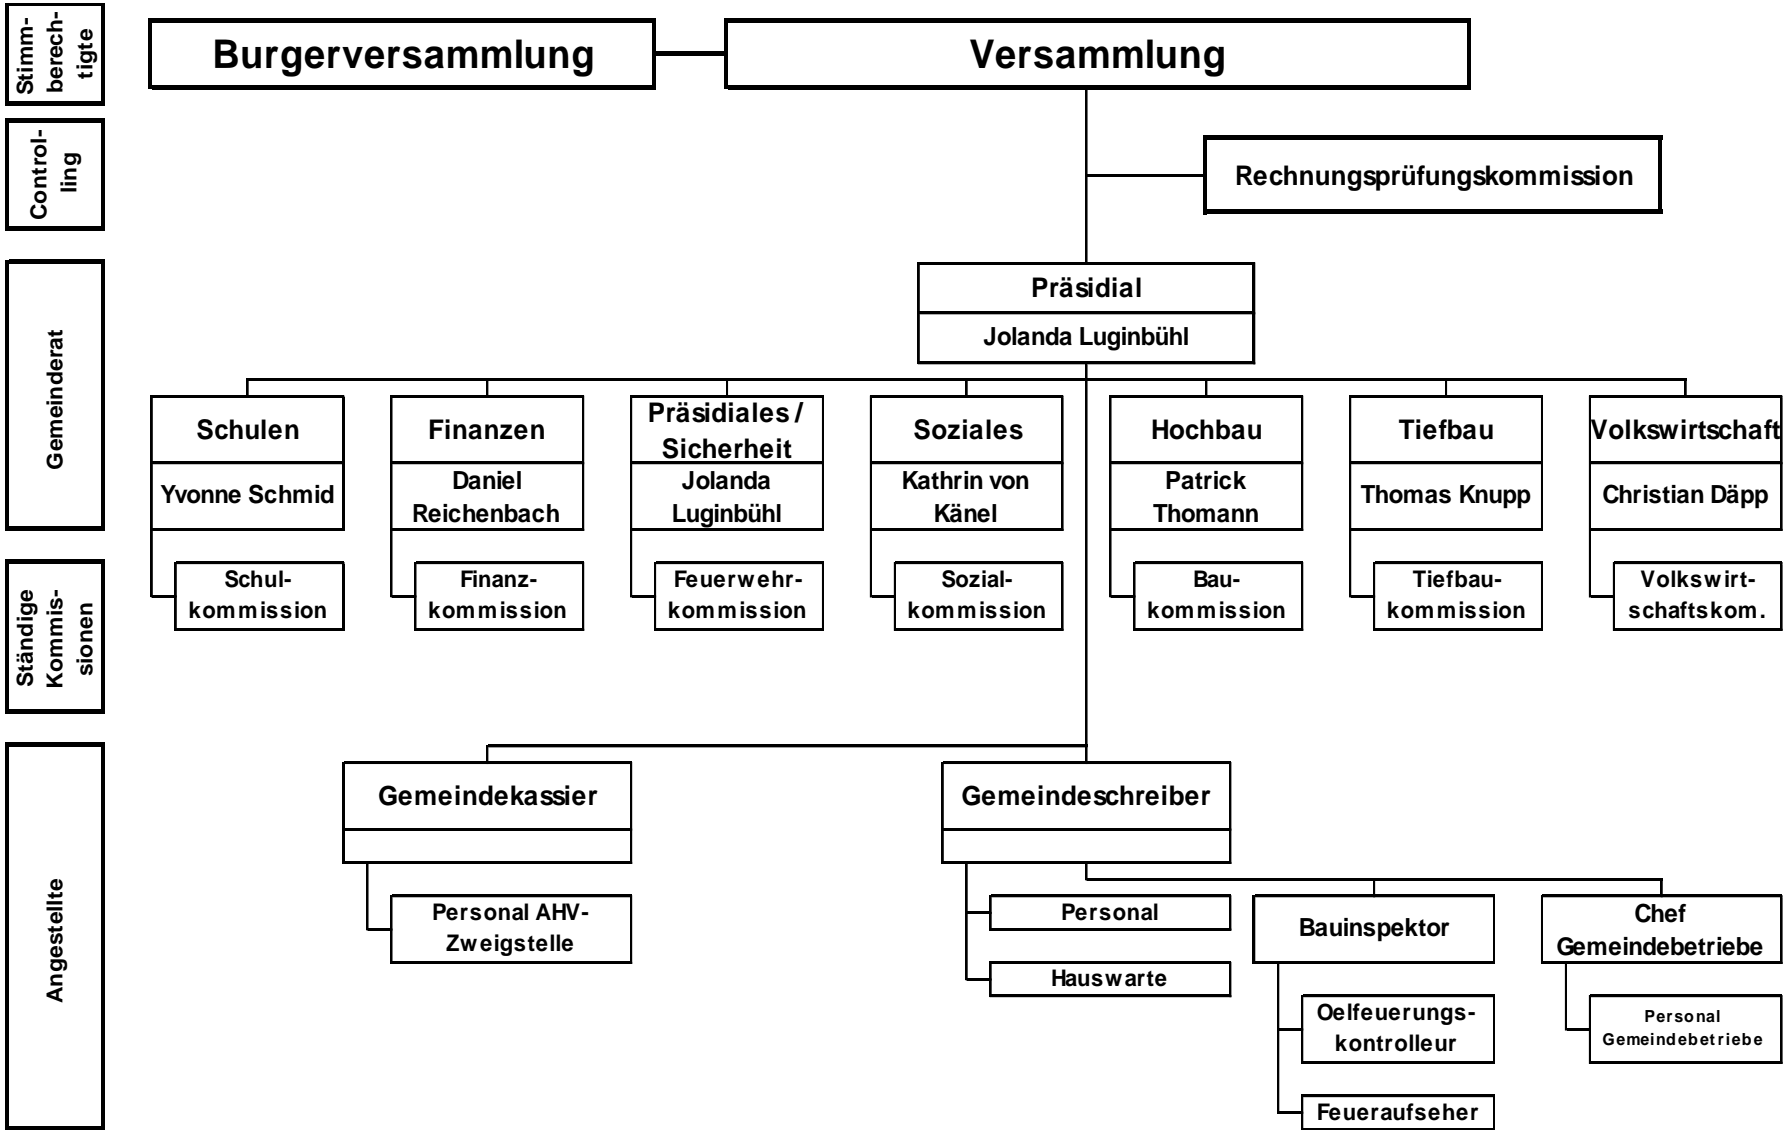 Stimm-
berech-
tigte
Burgerversammlung
Versammlung
Control-
ling
Rechnungsprüfungskommission
Gemeinderat
Präsidial
Jolanda Luginbühl
Schulen
Yvonne Schmid
Finanzen
Daniel
Reichenbach
Präsidiales /
Sicherheit
Jolanda
Luginbühl
Soziales
Kathrin von
Känel
Hochbau
Patrick
Thomann
Tiefbau
Thomas Knupp
Volkswirtschaft
Christian Däpp
Ständige
Kommis-
sionen
Schul-
kommission
Finanz-
kommission
Feuerwehr-
kommission
Sozial-
kommission
Bau-
kommission
Tiefbau-
kommission
Volkswirt-
schaftskom.
Angestellte
Gemeindekassier
Personal AHV-
Zweigstelle
Gemeindeschreiber
Personal
Hauswarte
Bauinspektor
Oelfeuerungs-
kontrolleur
Feueraufseher
Chef
Gemeindebetriebe
Personal
Gemeindebetriebe